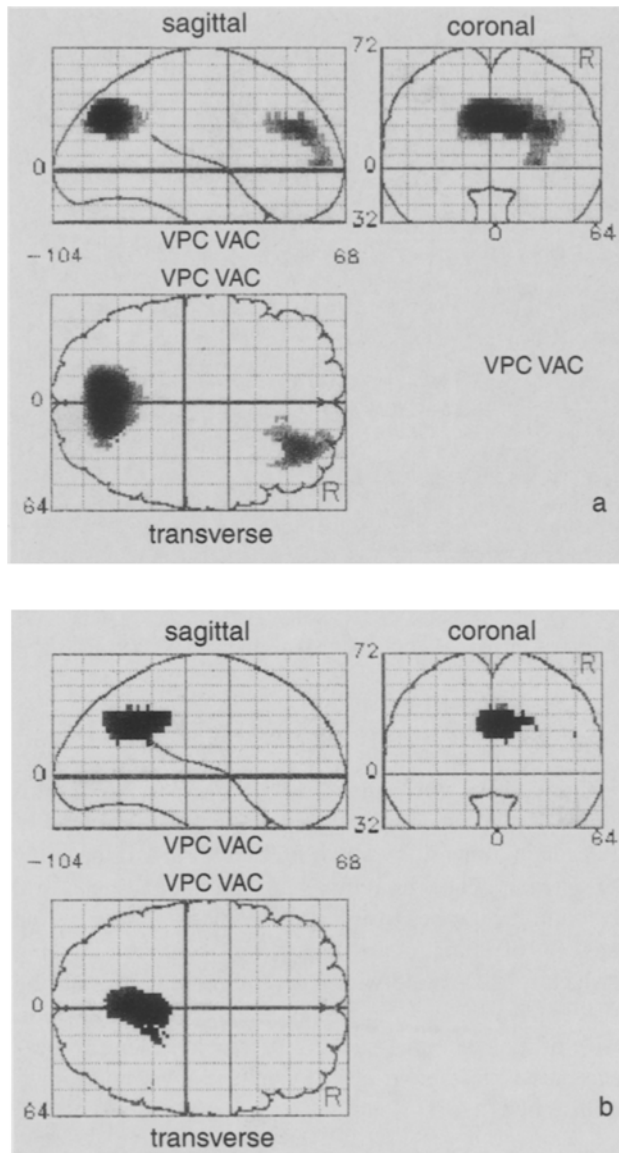 sagittal coronal
72
R
0 0
VPC VAC 32
-104 68 0 64
VPC VAC
0 VPC VAC
64 R
transverse a
sagittal coronal
72
R
0 0
VPC VAC 32
-104 68 0 64
VPC VAC
0
64 R
transverse b